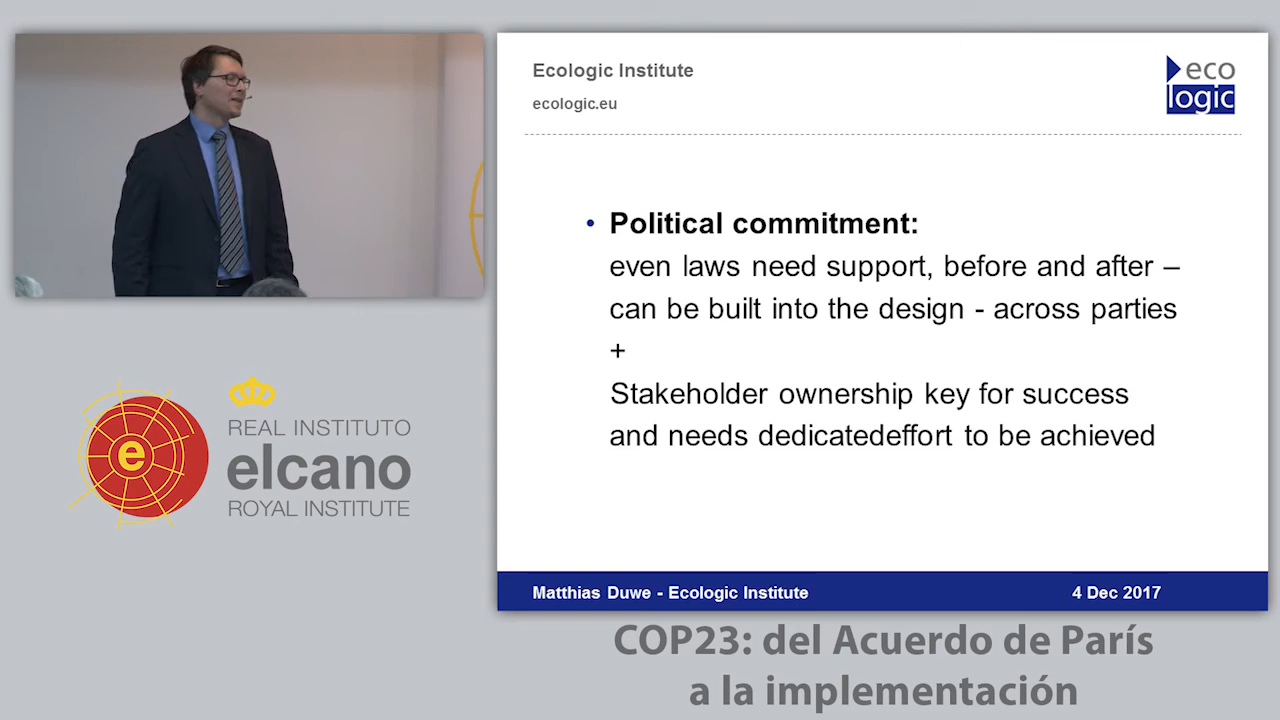 Ecologic Institute
ecologic.eu
eco
logic
• Political commitment:
even laws need support, before and after –
can be built into the design - across parties
+
Stakeholder ownership key for success
and needs dedicatedeffort to be achieved
Matthias Duwe - Ecologic Institute
4 Dec 2017
e
REAL INSTITUTO
elcano
ROYAL INSTITUTE
COP23: del Acuerdo de París
a la implementación